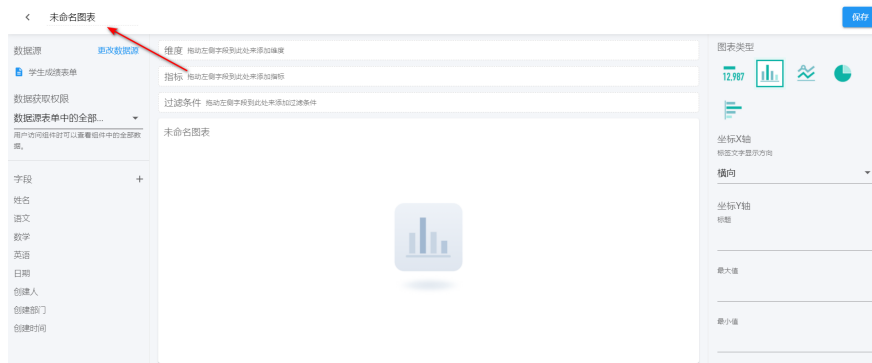 未命名图表
保存
数据源
更改数据源
学生成绩表单
数据获取权限
数据源表单中的全部...
用户访问组件时可以查看组件中的全部数
据。
字段
+
姓名
语文
数学
英语
日期
创建人
创建部门
创建时间
维度 拖动左侧字段到此处来添加维度
指标 拖动左侧字段到此处来添加指标
过滤条件 拖动左侧字段到此处来添加过滤条件
未命名图表
图表类型
12,987
坐标X轴
标签文字显示方向
横向
坐标Y轴
标题
最大值
最小值